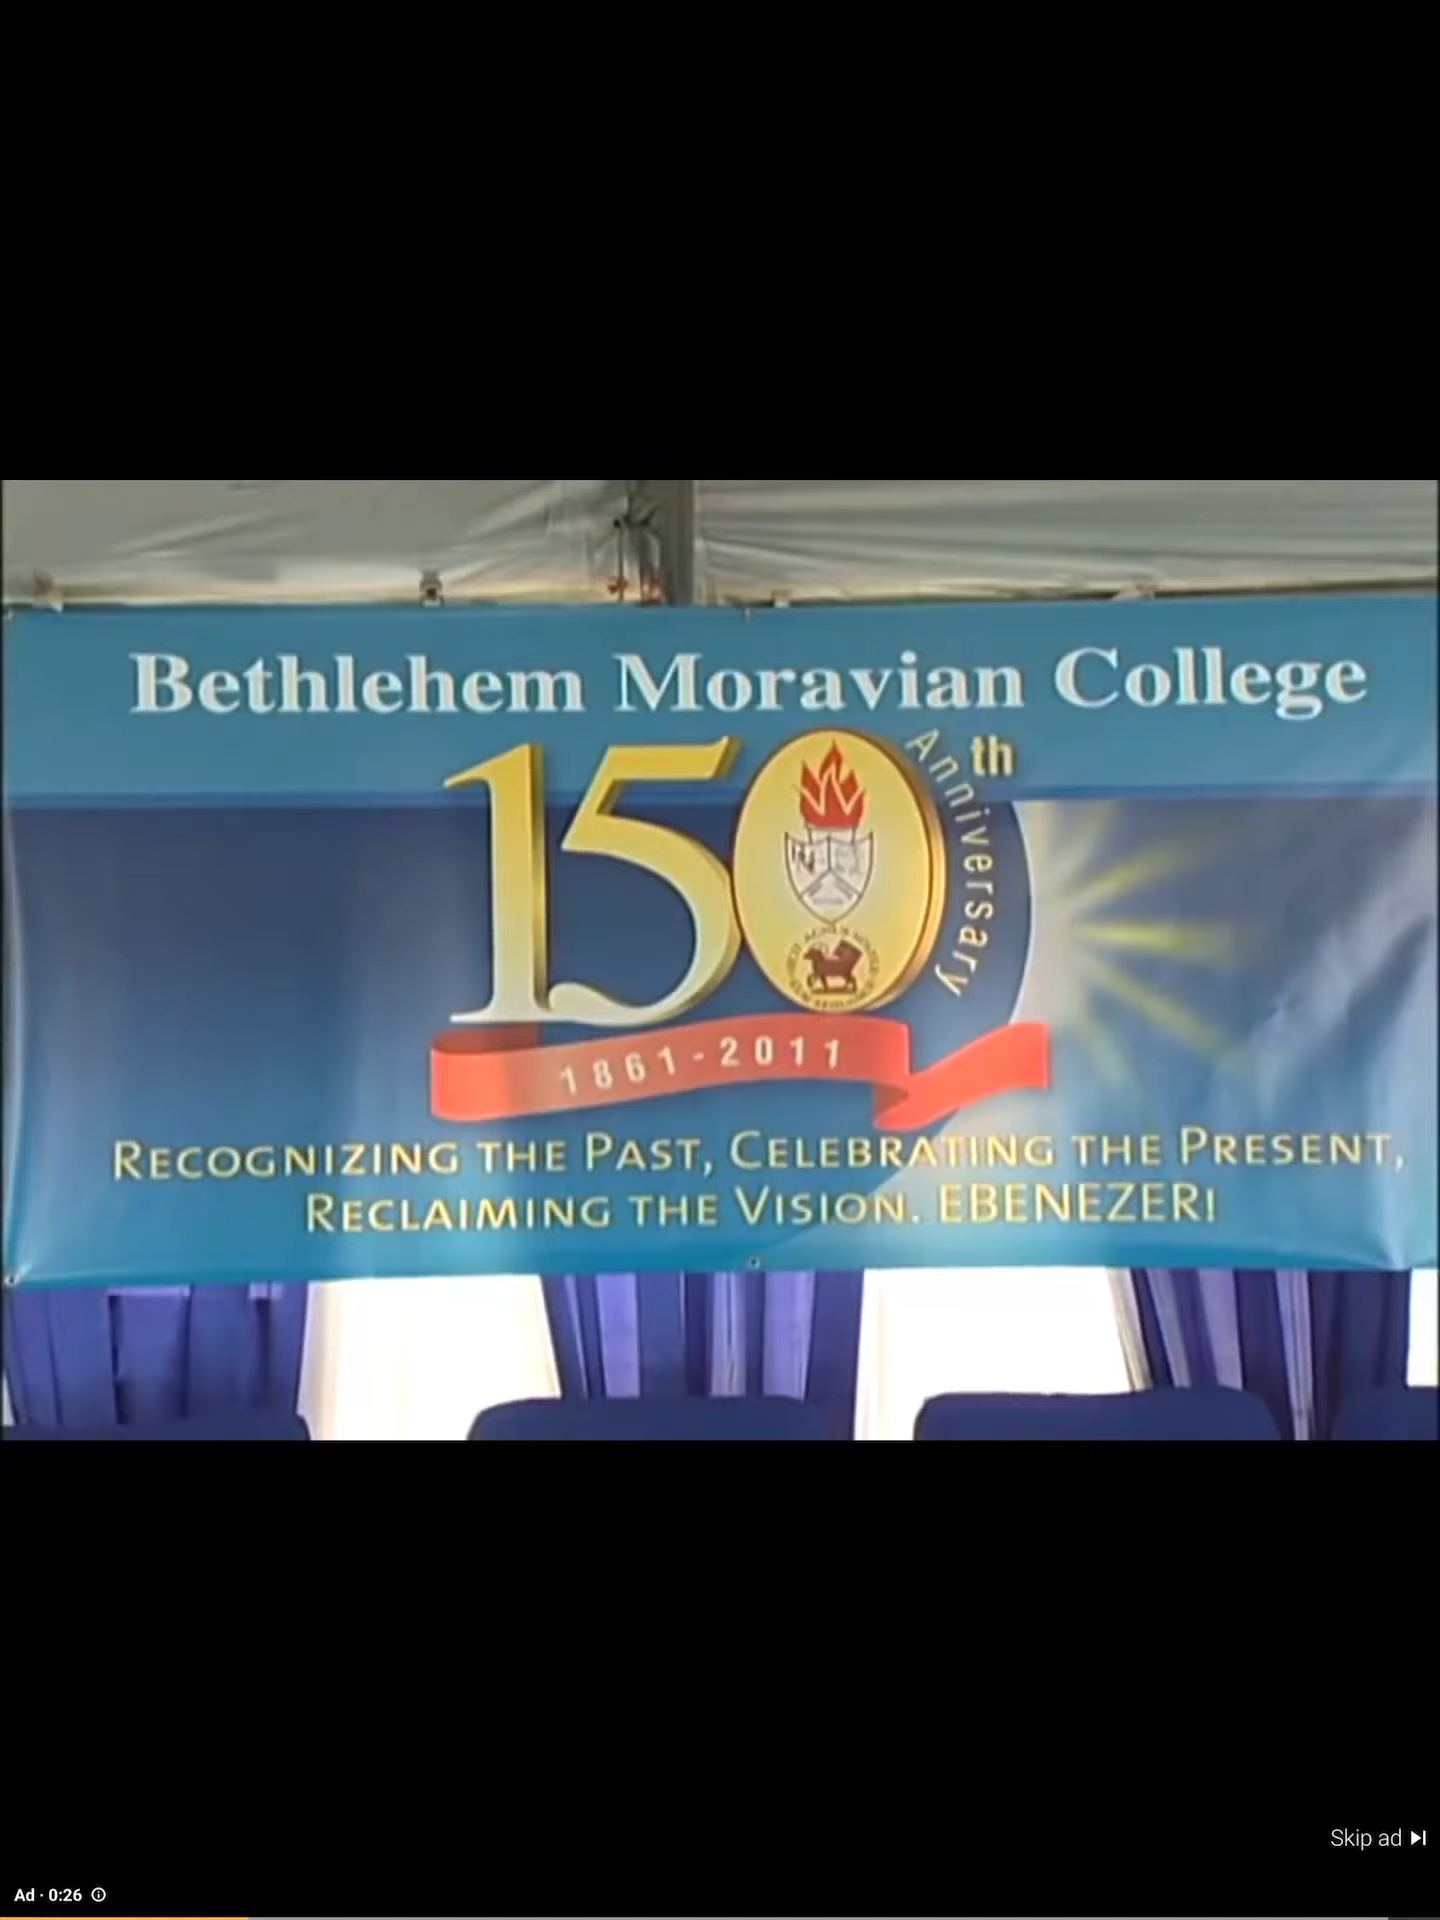 Bethlehem Moravian College
150th
Anniversary
1861-2011
RECOGNIZING THE PAST, CELEBRATING THE PRESENT,
RECLAIMING THE VISION. EBENEZER!
Skip ad
Ad · 0:26